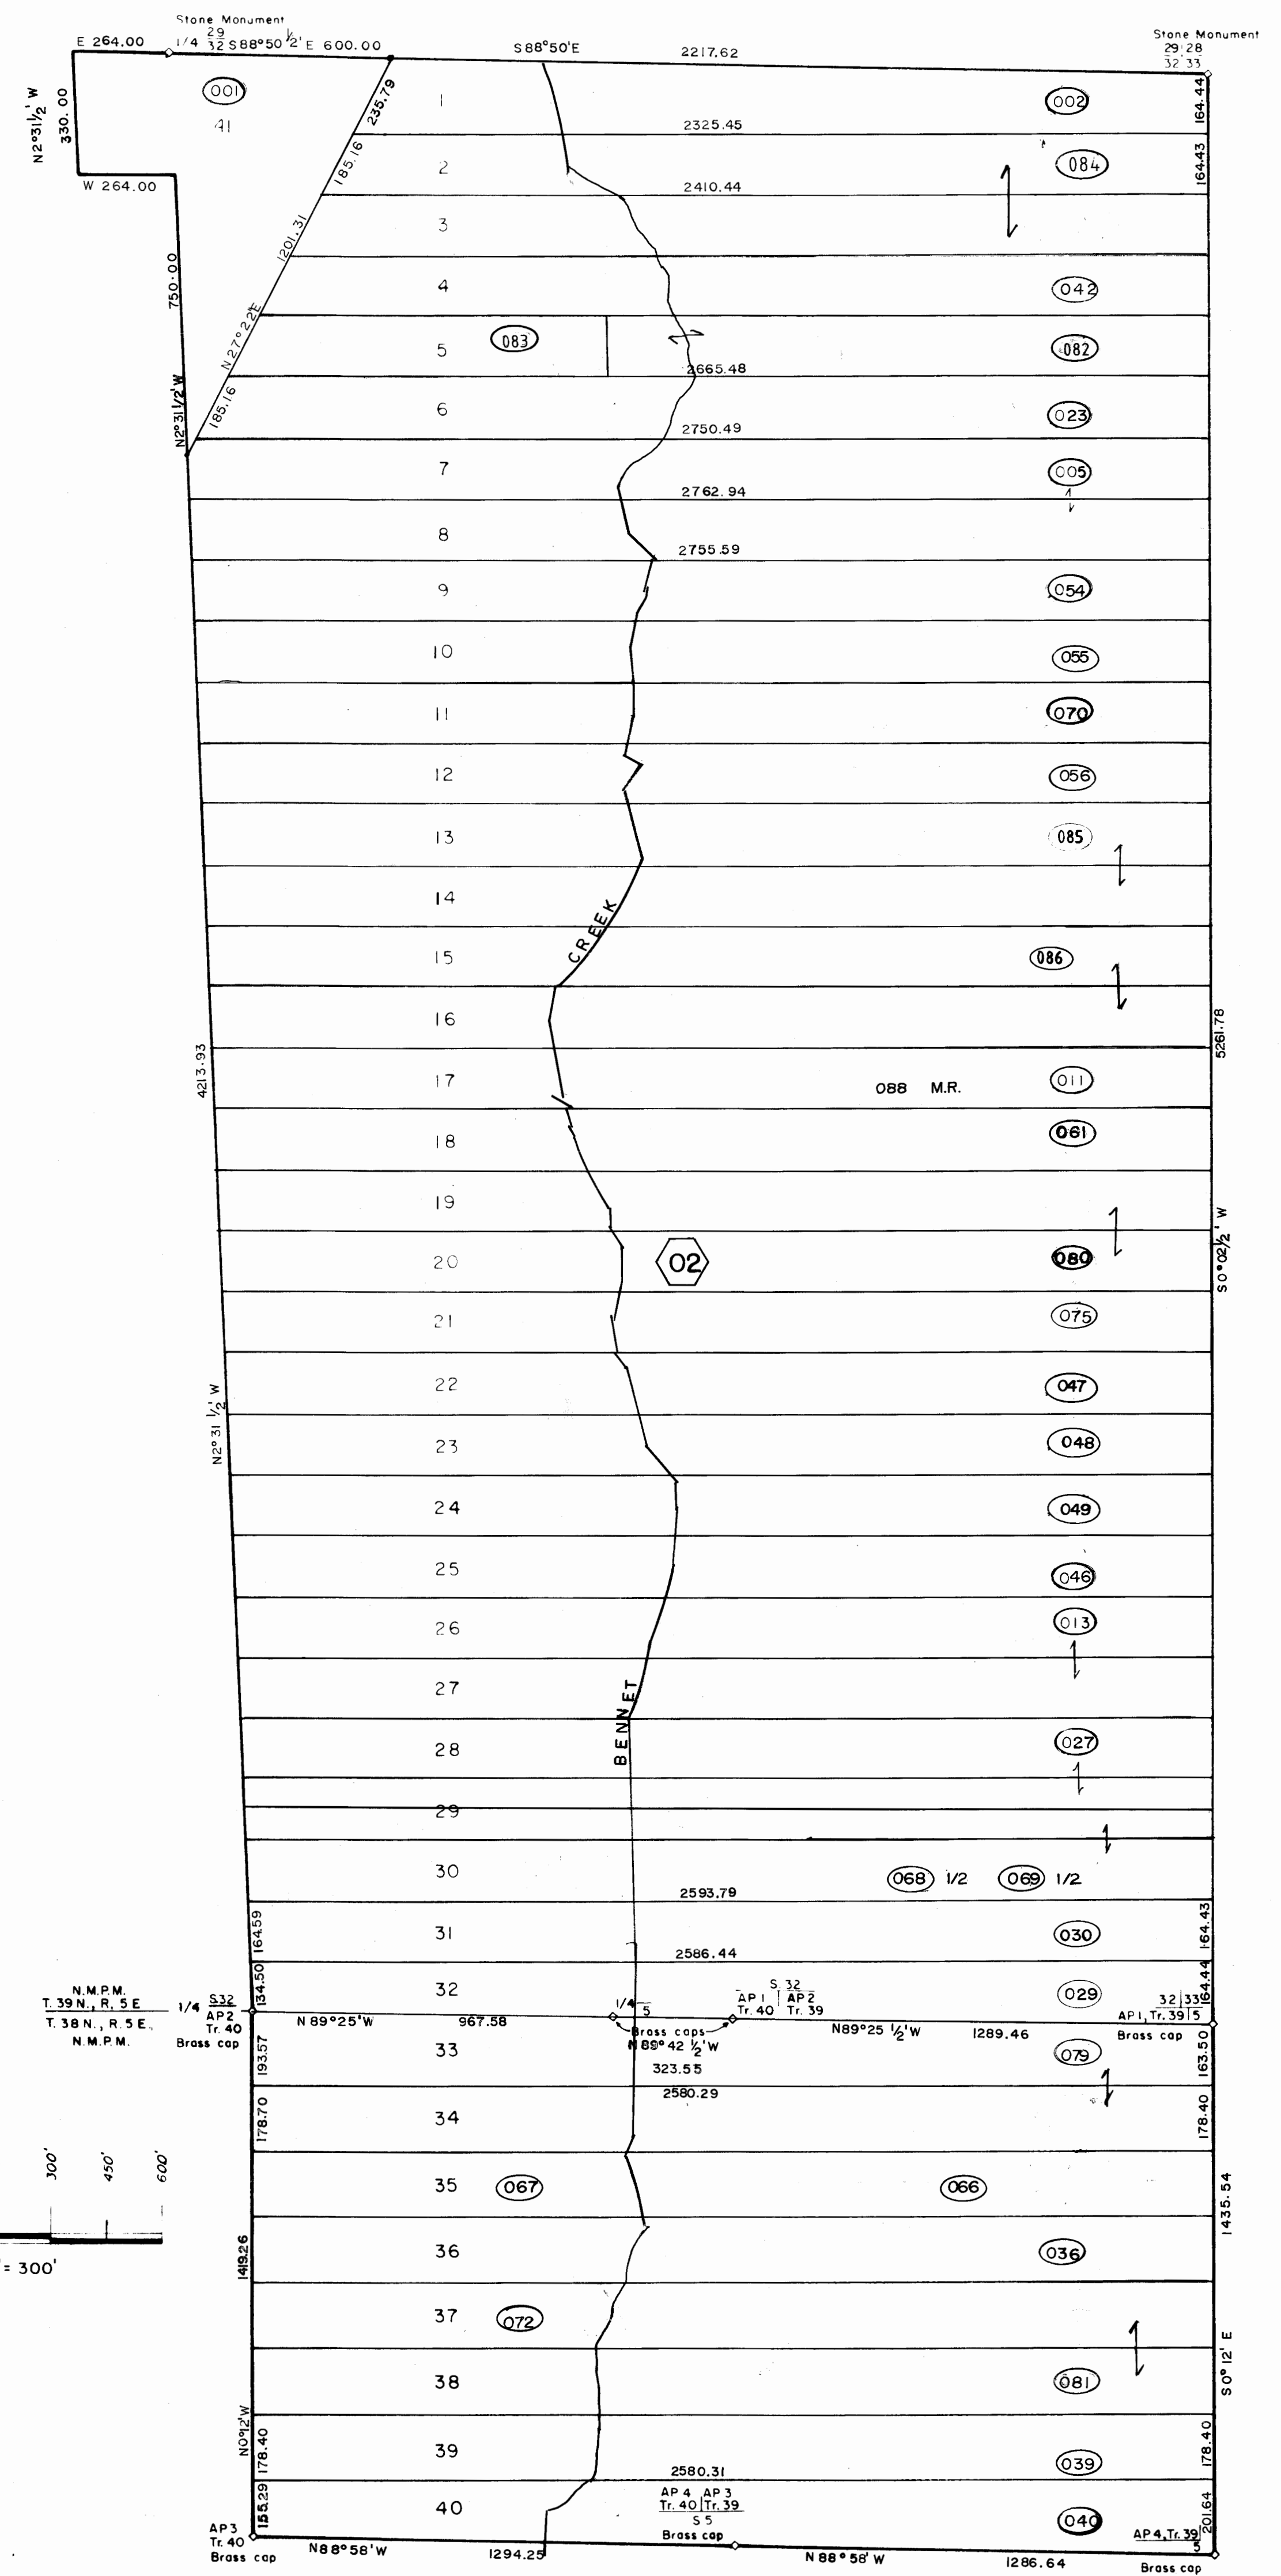 Stone Monument
29
32
E 264.00 1/4 S88°50 ½' E 600.00 S88°50'E 2217.62
Stone Monument
29 28
32 33
N2°31½' W
330.00
001
41
235.79
1
002
164.44
2325.45
185.16
2
084
164.43
W 264.00
2410.44
3
1201.31
750.00
4
042
N27°22'E
5
083
082
2665.48
N2°31½' W
185.16
6
023
2750.49
7
005
2762.94
8
2755.59
9
054
10
055
11
070
12
056
13
085
14
CREEK
15
086
16
5261.78
4213.93
17
088 M.R.
011
18
061
19
S0°02½' W
20
02
080
21
075
22
047
N2°31 ½' W
23
048
24
049
25
046
26
013
27
BENNET
28
027
29
30
068 1/2 069 1/2
2593.79
164.59
31
030
164.43
2586.44
134.50
32
029
164.44
N.M.P.M.
T. 39 N., R. 5 E
T. 38 N., R. 5 E.,
N.M.P.M.
1/4 S32
AP2
Tr. 40
Brass cap
N 89°25'W 967.58
1/4
5
S. 32
AP 1 AP2
Tr. 40 Tr. 39
Brass caps
N 89°42 ½' W
323.55
N89°25 ½' W 1289.46
32 33
AP 1, Tr. 39 5
Brass cap
193.57
33
079
163.50
2580.29
178.70
34
178.40
300' 450' 600'
= 300'
35
067
066
1435.54
1419.26
36
036
37
072
38
081
S0°12' E
N0°12'W
178.40
39
039
178.40
2580.31
155.29
40
AP 4 AP 3
Tr. 40 Tr. 39
S 5
Brass cap
040
201.64
AP3
Tr. 40
Brass cap
N88°58' W 1294.25 N 88°58' W 1286.64
AP 4, Tr. 39
5
Brass cap